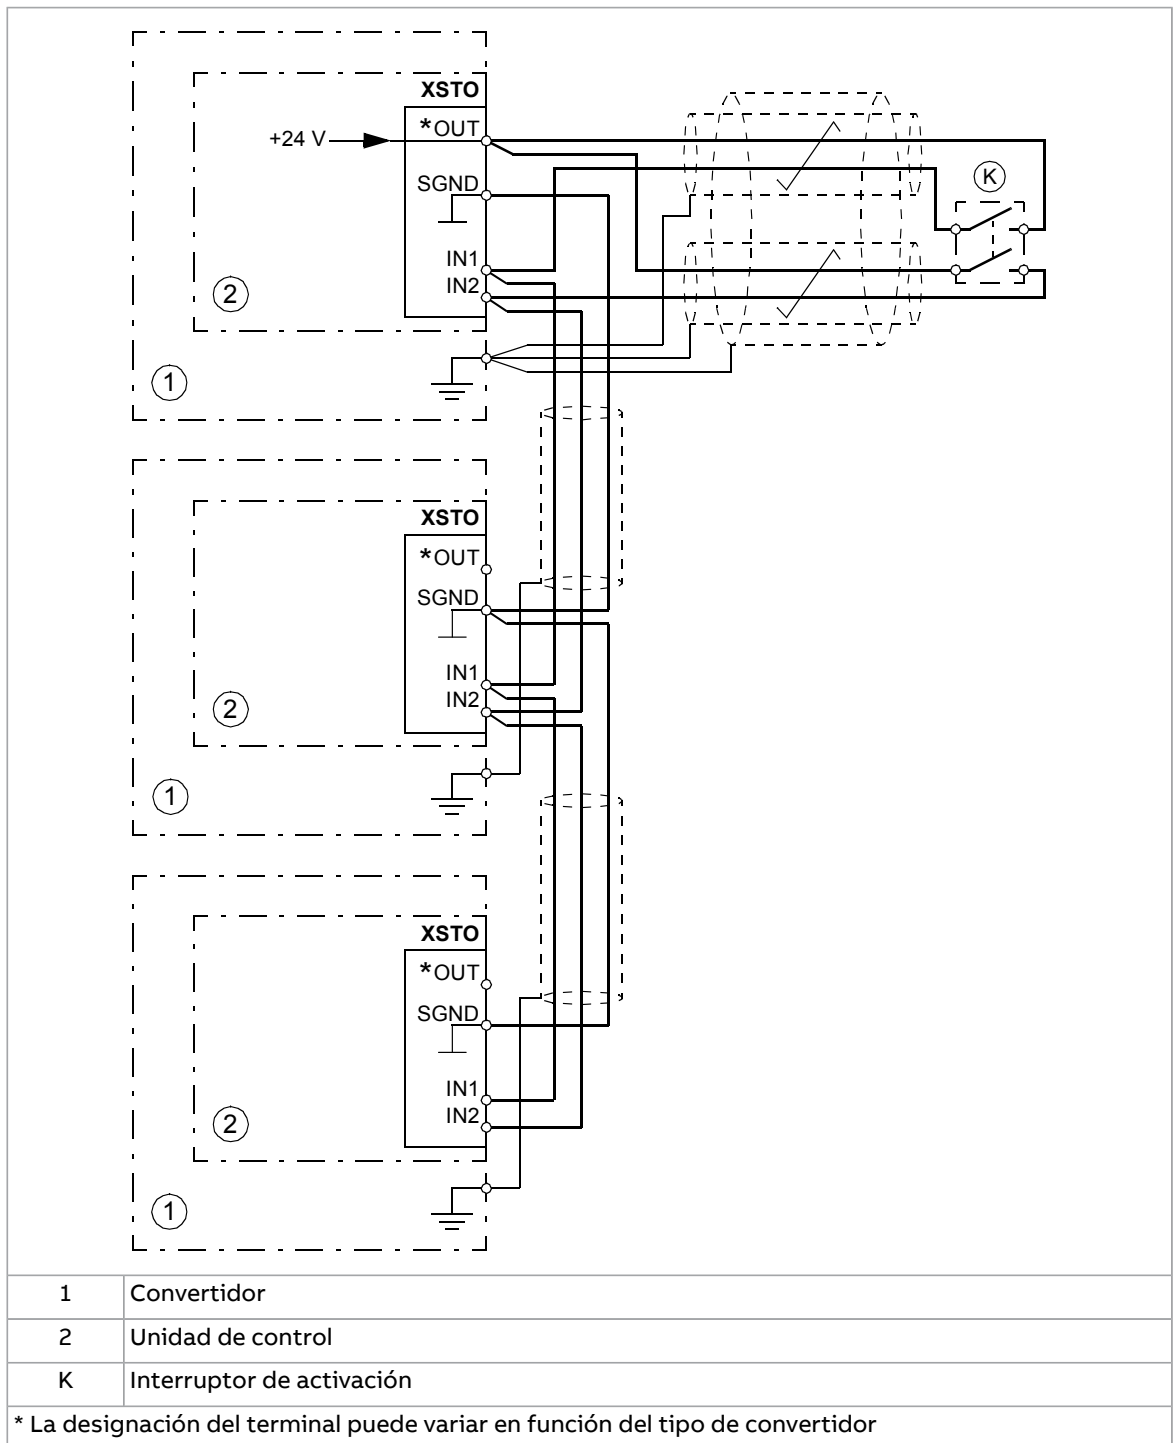 XSTO
*OUT
+24 V
K
SGND
IN1
IN2
2
1
XSTO
*OUT
SGND
IN1
IN2
2
1
XSTO
*OUT
SGND
IN1
IN2
2
1
1 Convertidor
2 Unidad de control
K Interruptor de activación
* La designación del terminal puede variar en función del tipo de convertidor